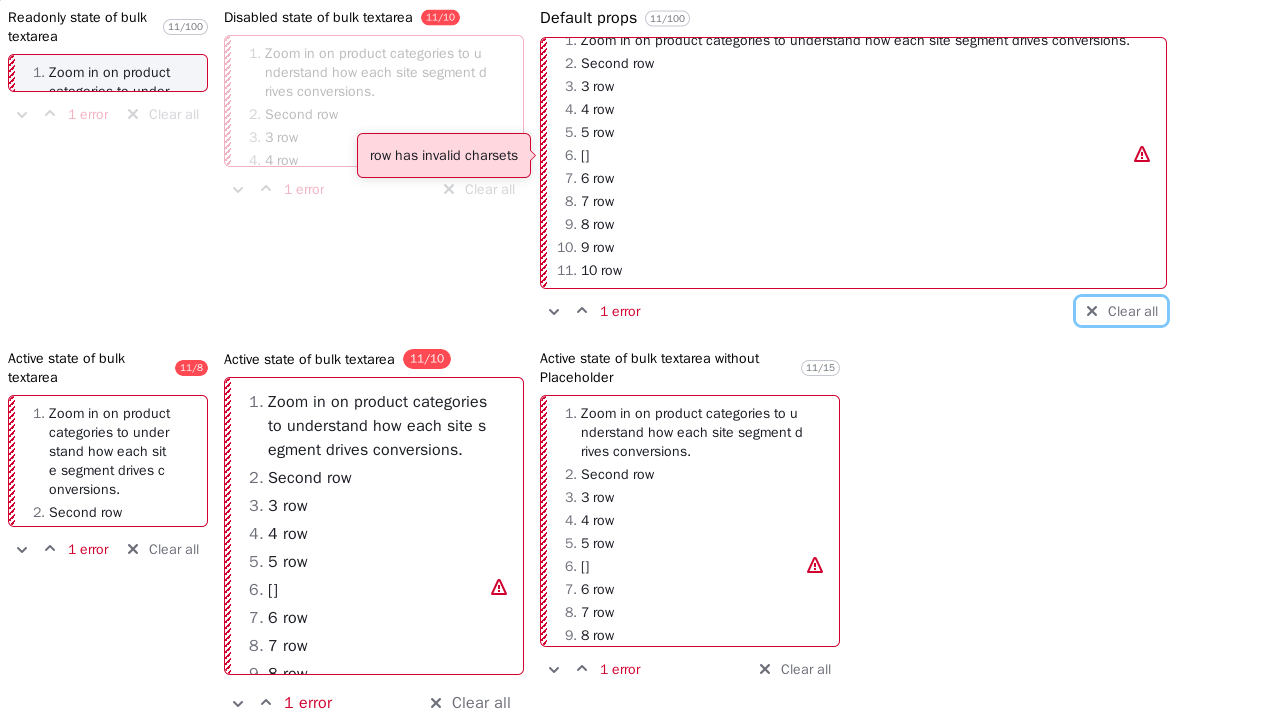 Readonly state of bulk
textarea
11/100
1. Zoom in on product
categories to under
1 error
Clear all
Disabled state of bulk textarea 11/10
1. Zoom in on product categories to u
nderstand how each site segment d
rives conversions.
2. Second row
3. 3 row
4. 4 row
1 error
Clear all
row has invalid charsets
Default props 11/100
1. Zoom in on product categories to understand how each site segment drives conversions.
2. Second row
3. 3 row
4. 4 row
5. 5 row
6. []
7. 6 row
8. 7 row
9. 8 row
10. 9 row
11. 10 row
1 error
Clear all
Active state of bulk
textarea
11/8
1. Zoom in on product
categories to under
stand how each sit
e segment drives c
onversions.
2. Second row
1 error
Clear all
Active state of bulk textarea 11/10
1. Zoom in on product categories
to understand how each site s
egment drives conversions.
2. Second row
3. 3 row
4. 4 row
5. 5 row
6. []
7. 6 row
8. 7 row
9. 8 row
1 error
Clear all
Active state of bulk textarea without
Placeholder
11/15
1. Zoom in on product categories to u
nderstand how each site segment d
rives conversions.
2. Second row
3. 3 row
4. 4 row
5. 5 row
6. []
7. 6 row
8. 7 row
9. 8 row
1 error
Clear all